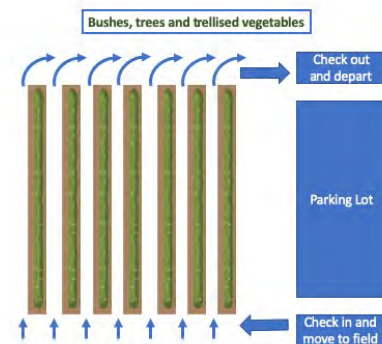 Bushes, trees and trellised vegetables
Check out
and depart
Parking Lot
Check in and
move to field